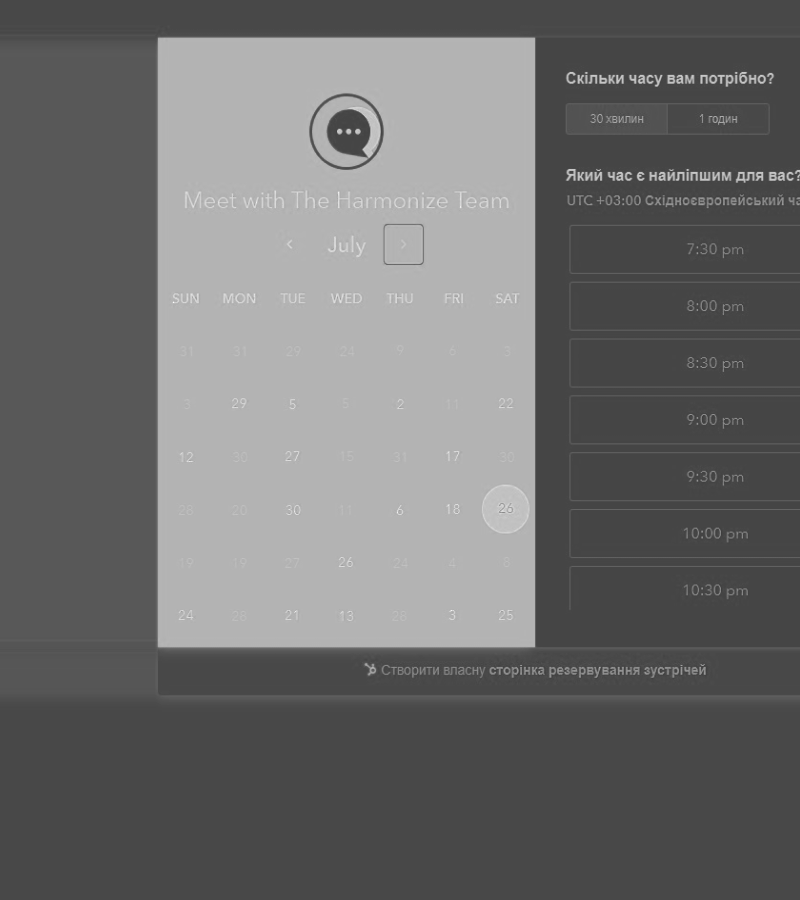 Meet with The Harmonize Team
July
SUN MON TUE WED THU FRI SAT
31 31 29 24 9 6 3
3 29 5 5 2 11 22
12 30 27 15 31 17 30
28 20 30 11 6 18 26
19 19 27 26 24 4 5
24 28 21 13 28 3 25
Скільки часу вам потрібно?
30 хвилин 1 годин
Який час є найліпшим для вас?
UTC +03:00 Східноєвропейський
7:30 pm
8:00 pm
8:30 pm
9:00 pm
9:30 pm
10:00 pm
10:30 pm
Створити власну сторінка резервування зустрічей